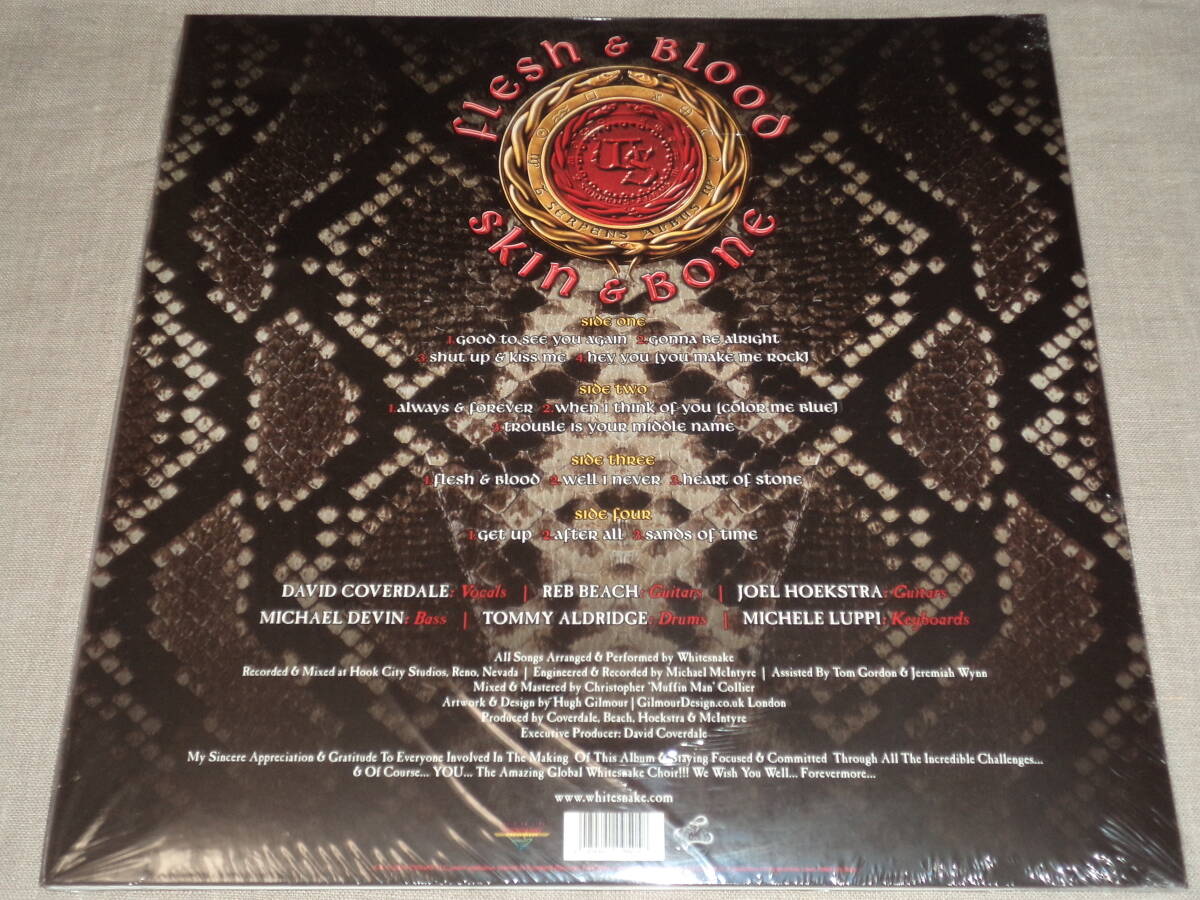 flesh & Blood
SERPENS ALBUS
Skin & Bone
side one
1.good to see you again 2.gonna be alright
3.shut up & kiss me 4.hey you [you make me rock]
side two
1.always & forever 2.when i think of you [color me blue]
3.trouble is your middle name
side three
1.flesh & blood 2.well i never 3.heart of stone
side four
1.get up 2.after all 3.sands of time
DAVID COVERDALE: Vocals | REB BEACH: Guitars | JOEL HOEKSTRA: Guitars
MICHAEL DEVIN: Bass | TOMMY ALDRIDGE: Drums | MICHELE LUPPI: Keyboards
All Songs Arranged & Performed by Whitesnake
Recorded & Mixed at Hook City Studios, Reno, Nevada | Engineered & Recorded by Michael McIntyre | Assisted By Tom Gordon & Jeremiah Wynn
Mixed & Mastered by Christopher 'Muffin Man' Collier
Artwork & Design by Hugh Gilmour | GilmourDesign.co.uk London
Produced by Coverdale, Beach, Hoekstra & McIntyre
Executive Producer: David Coverdale
My Sincere Appreciation & Gratitude To Everyone Involved In The Making Of This Album & Staying Focused & Committed Through All The Incredible Challenges...
& Of Course... YOU... The Amazing Global Whitesnake Choir!!! We Wish You Well... Forevermore...
www.whitesnake.com